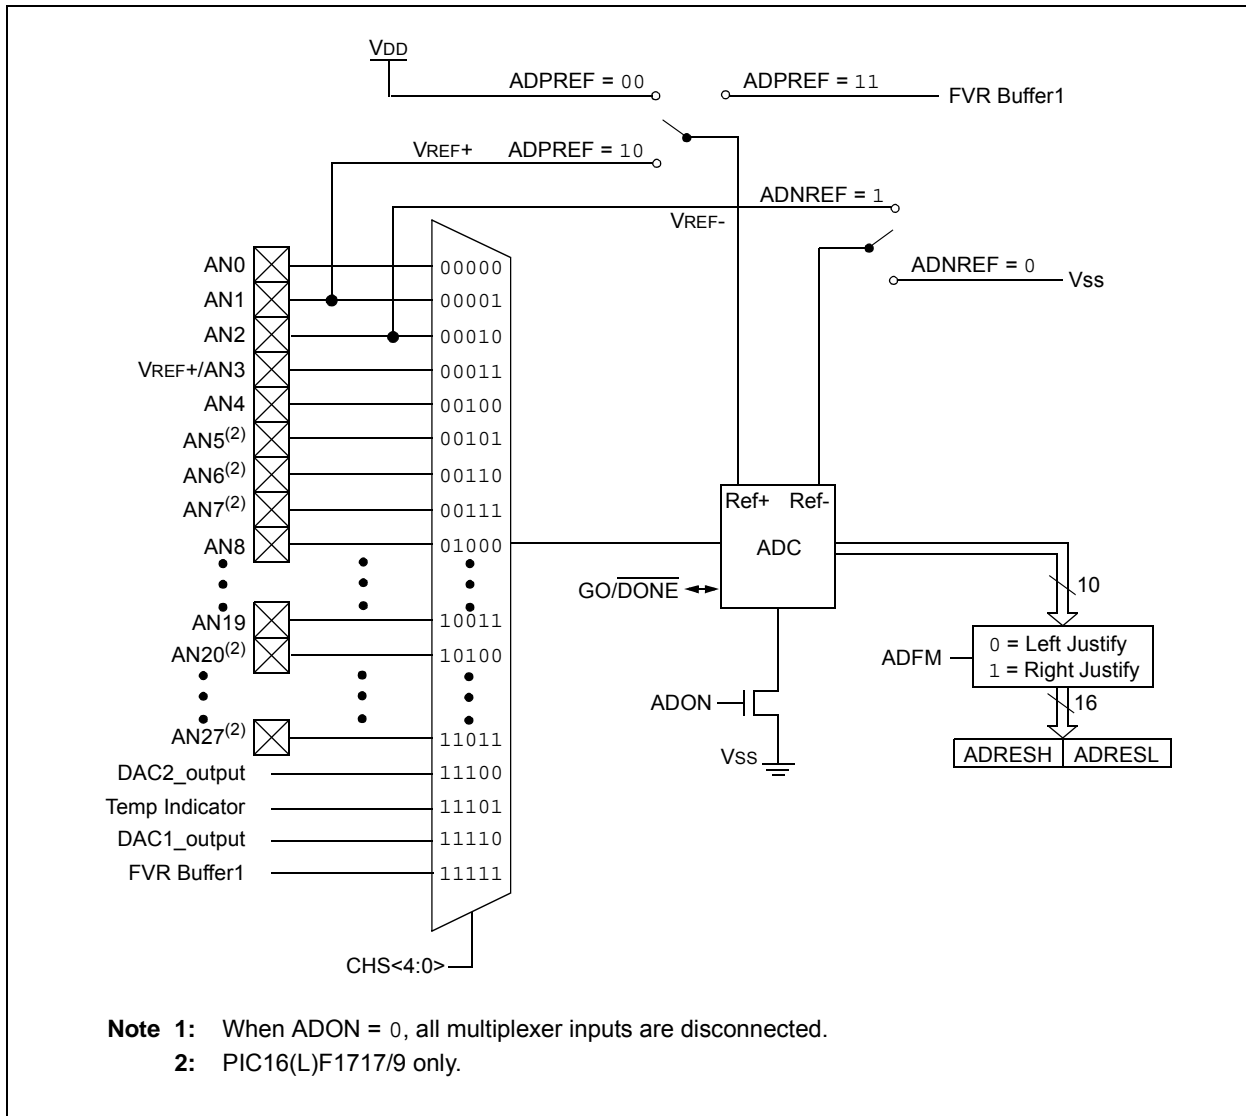 VDD
ADPREF = 00
ADPREF = 11
FVR Buffer1
VREF+ ADPREF = 10
ADNREF = 1
VREF-
ADNREF = 0
Vss
AN0
00000
AN1
00001
AN2
00010
VREF+/AN3
00011
AN4
00100
AN5(2)
00101
AN6(2)
00110
AN7(2)
00111
AN8
01000
Ref+ Ref-
ADC
GO/DONE
10
AN19
10011
AN20(2)
10100
ADFM
0 = Left Justify
1 = Right Justify
16
ADON
AN27(2)
11011
Vss
ADRESH ADRESL
DAC2_output
11100
Temp Indicator
11101
DAC1_output
11110
FVR Buffer1
11111
CHS<4:0>
Note 1: When ADON = 0, all multiplexer inputs are disconnected.
2: PIC16(L)F1717/9 only.